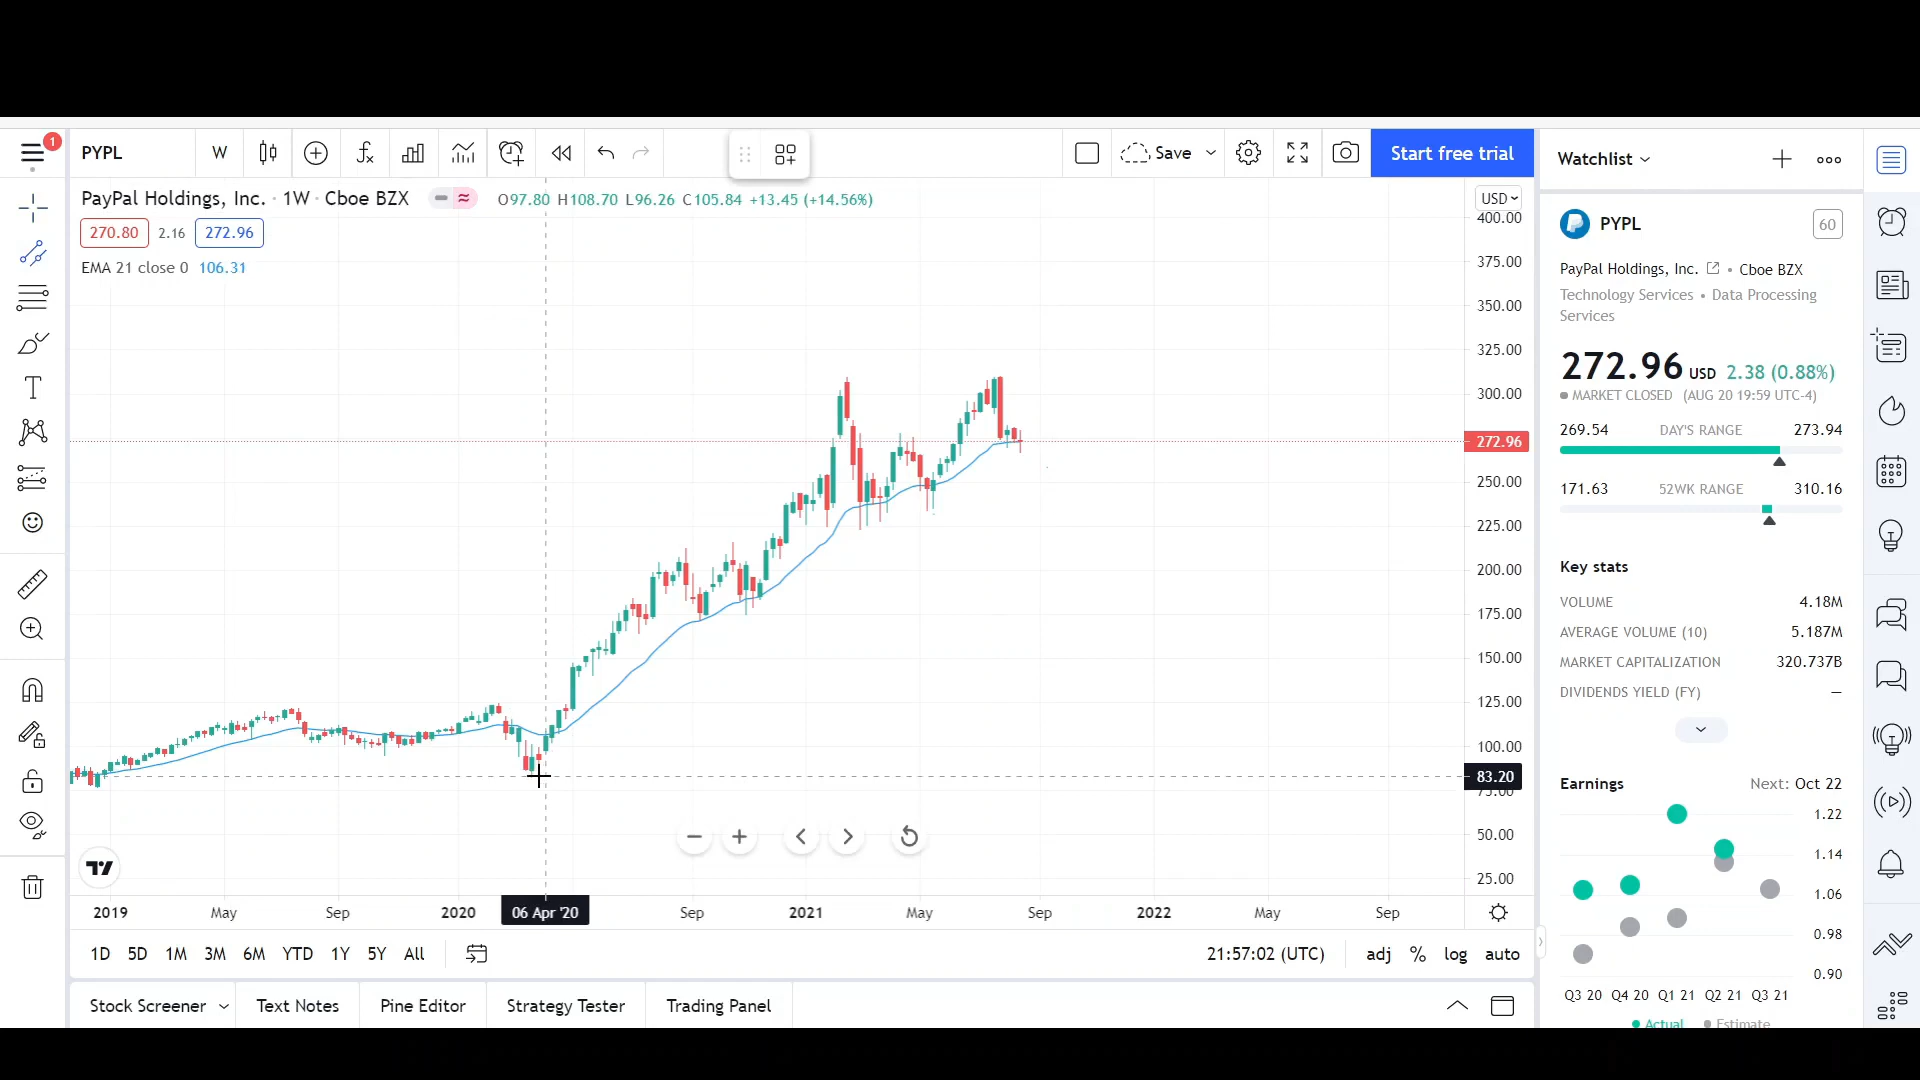 1
PYPL
W
Save
Start free trial
PayPal Holdings, Inc. · 1W · Cboe BZX
O97.80 H108.70 L96.26 C105.84 +13.45 (+14.56%)
270.80 2.16 272.96
EMA 21 close 0 106.31
USD
400.00
375.00
350.00
325.00
300.00
272.96
250.00
225.00
200.00
175.00
150.00
125.00
100.00
83.20
75.00
50.00
25.00
2019 May Sep 2020 06 Apr '20 Sep 2021 May Sep 2022 May Sep
1D 5D 1M 3M 6M YTD 1Y 5Y All
21:57:02 (UTC) adj % log auto
Stock Screener Text Notes Pine Editor Strategy Tester Trading Panel
Watchlist
PYPL
60
PayPal Holdings, Inc. • Cboe BZX
Technology Services • Data Processing
Services
272.96 USD 2.38 (0.88%)
MARKET CLOSED (AUG 20 19:59 UTC-4)
269.54 DAY'S RANGE 273.94
171.63 52WK RANGE 310.16
Key stats
VOLUME 4.18M
AVERAGE VOLUME (10) 5.187M
MARKET CAPITALIZATION 320.737B
DIVIDENDS YIELD (FY) —
Earnings Next: Oct 22
1.22
1.14
1.06
0.98
0.90
Q3 20 Q4 20 Q1 21 Q2 21 Q3 21
Actual Estimate